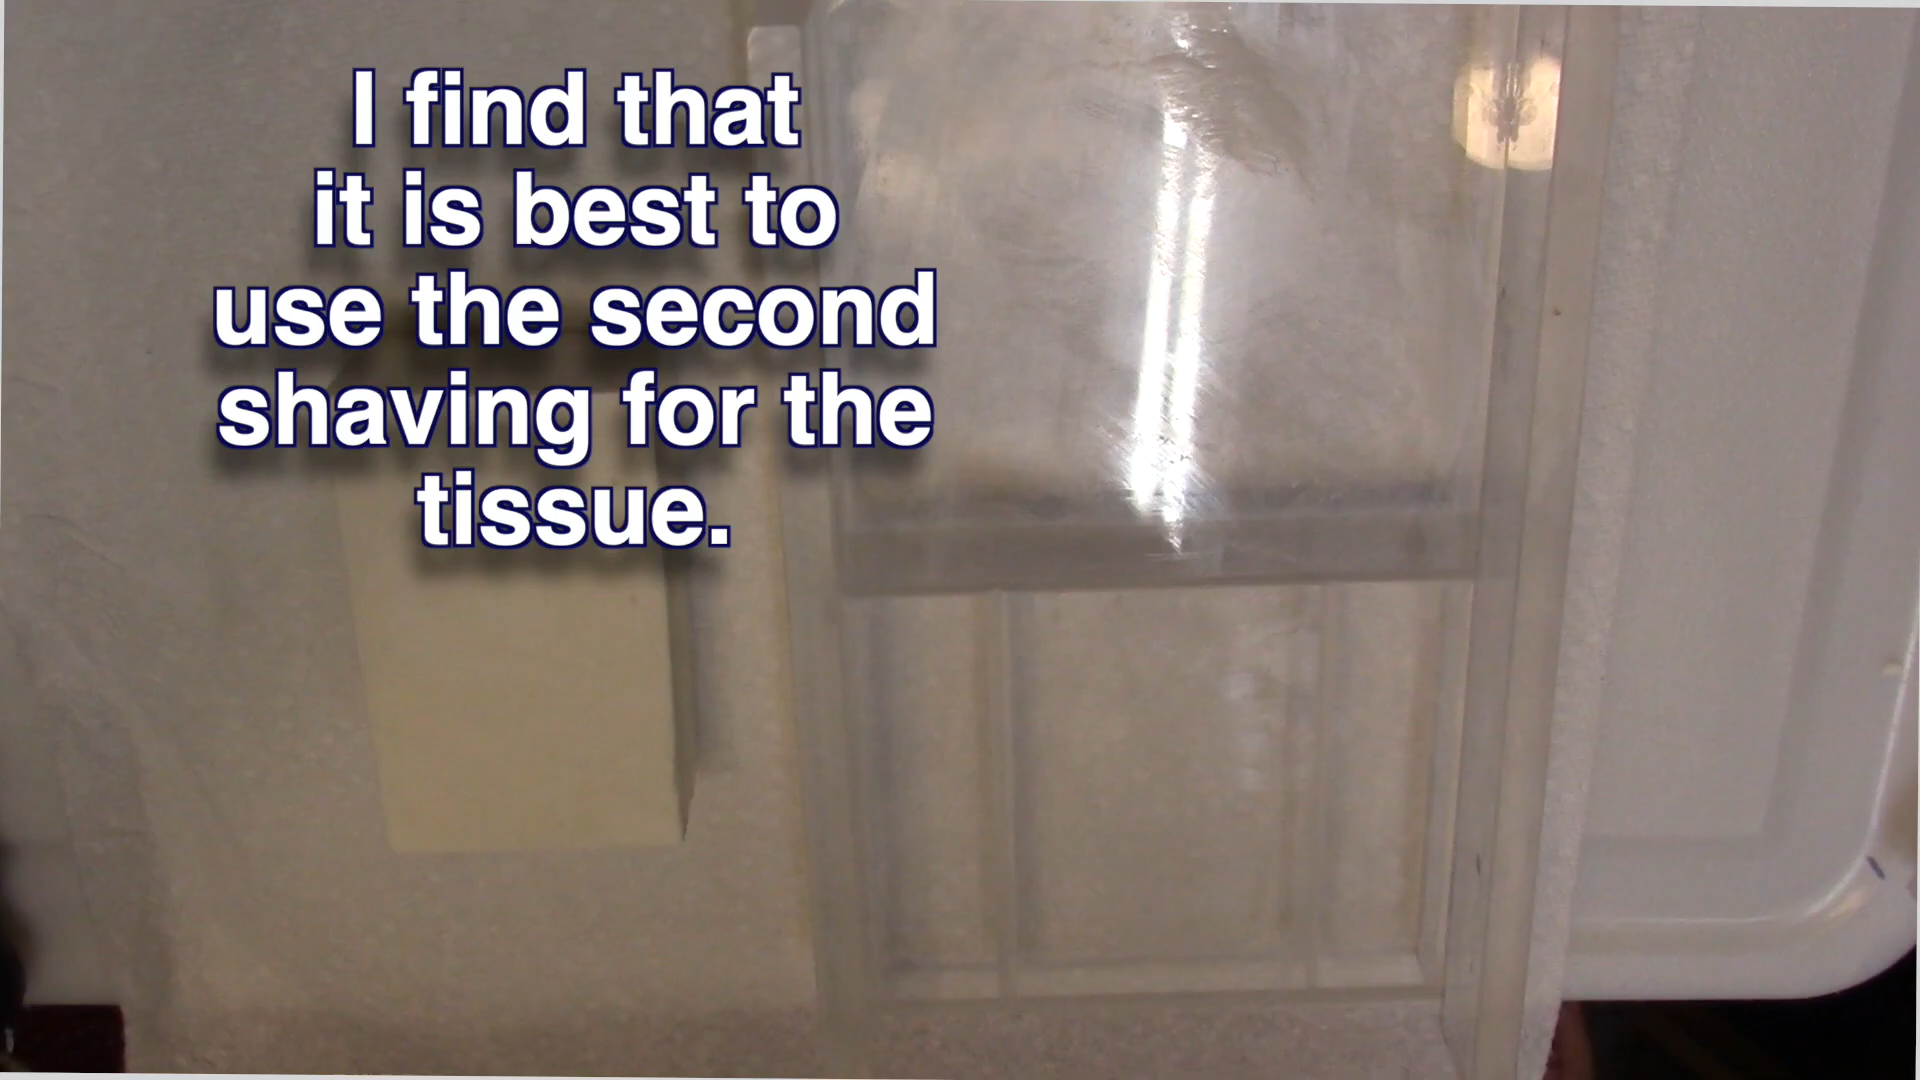 I find that
it is best to
use the second
shaving for the
tissue.